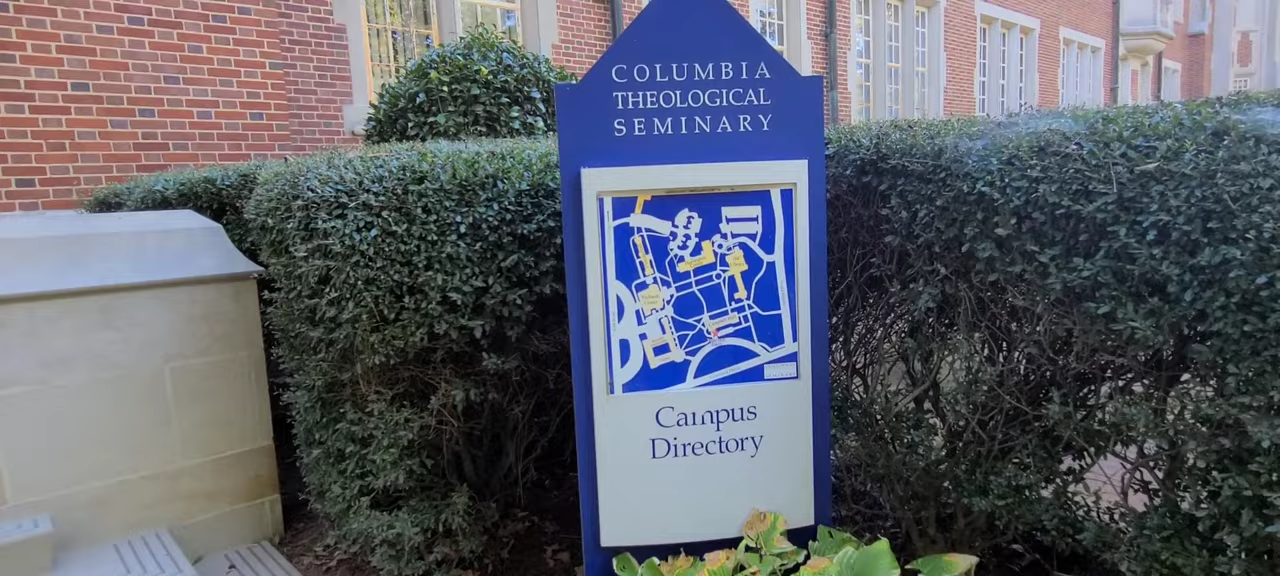 COLUMBIA
THEOLOGICAL
SEMINARY
Campus
Directory